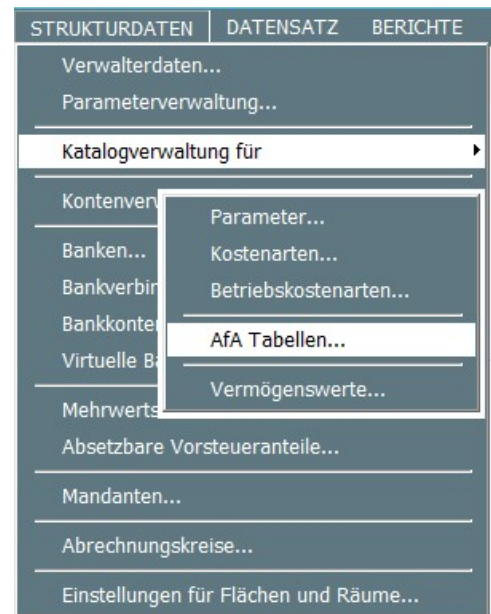 STRUKTURDATEN DATENSATZ BERICHTE
Verwalterdaten...
Parameterverwaltung...
Katalogverwaltung für
Parameter...
Kostenarten...
Betriebskostenarten...
AfA Tabellen...
Vermögenswerte...
Banken...
Absetzbare Vorsteueranteile...
Mandanten...
Abrechnungskreise...
Einstellungen für Flächen und Räume...